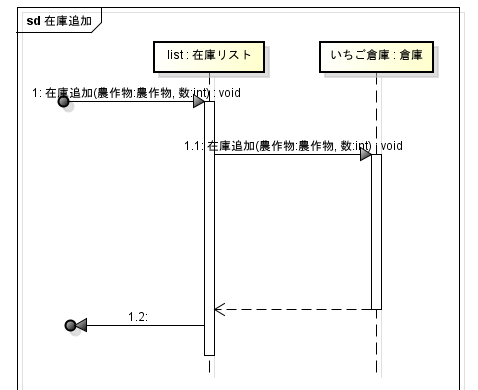 sd 在庫追加
list : 在庫リスト
いちご倉庫 : 倉庫
1: 在庫追加(農作物:農作物, 数:int) : void
1.1: 在庫追加(農作物:農作物, 数:int) : void
1.2: